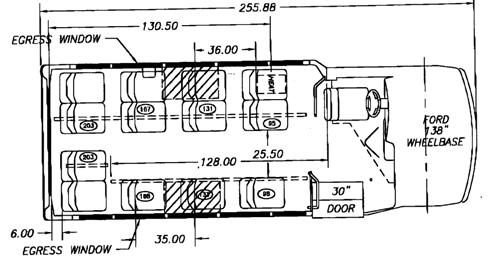 255.88
130.50
EGRESS WINDOW
36.00
HEAT
167
131
203
95
FORD
138"
WHEELBASE
203
25.50
128.00
30"
DOOR
6.00
35.00
EGRESS WINDOW